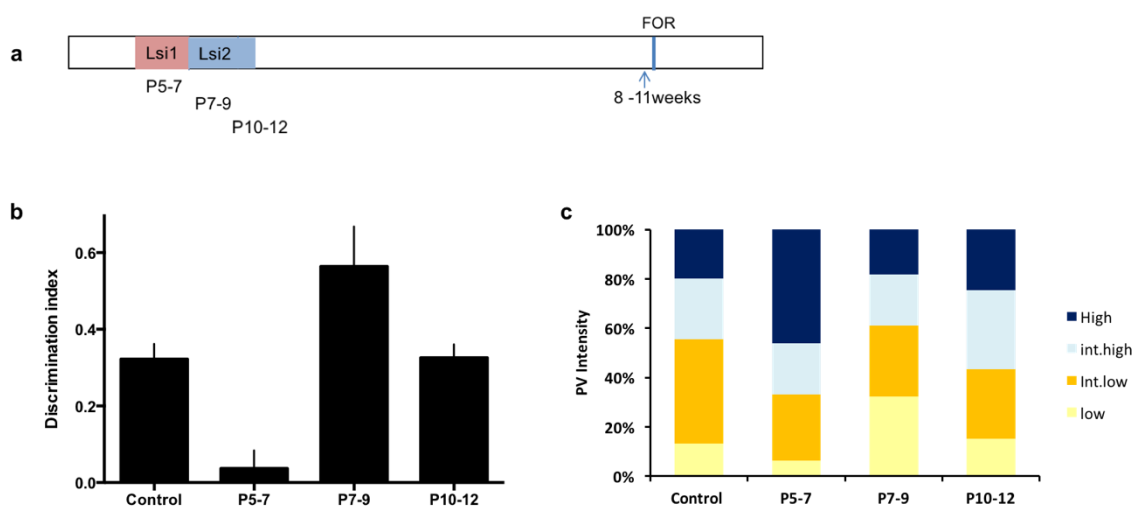 a
FOR
Lsi1 Lsi2
P5-7
P7-9
P10-12
8 -11weeks
b
Discrimination index
0.6
0.4
0.2
0.0
Control P5-7 P7-9 P10-12
c
PV Intensity
100%
80%
60%
40%
20%
0%
Control P5-7 P7-9 P10-12
High
int.high
Int.low
low